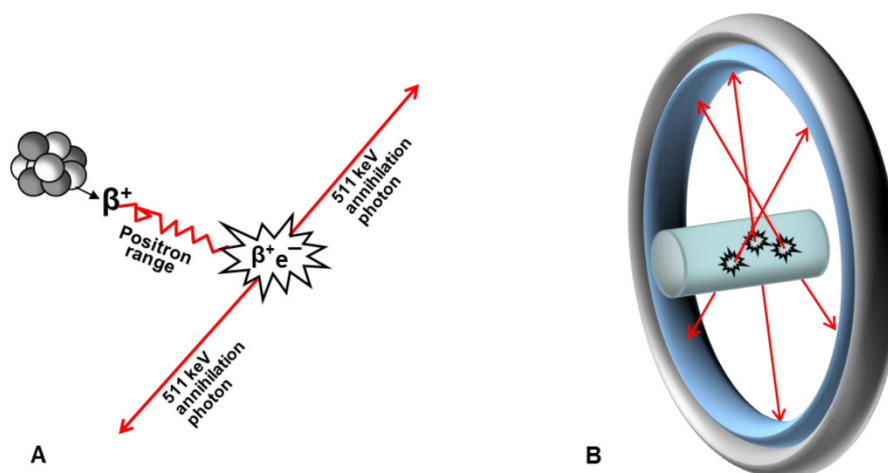 511 keV
annihilation
photon
β⁺
Positron
range
β⁺ e⁻
511 keV
annihilation
photon
A
B